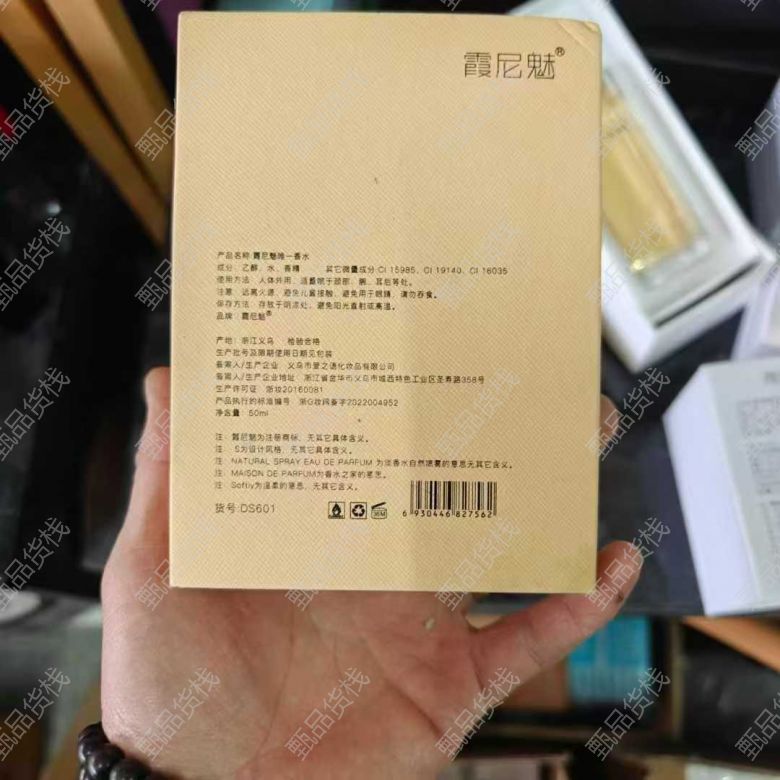 霞尼魅®
产品名称:霞尼魅唯一香水
成分:乙醇、水、香精 其它微量成分:CI 15985、CI 19140、CI 16035
使用方法:人体外用,适量喷于颈部、腕、耳后等处。
注意:远离火源,避免儿童接触,避免用于眼睛,请勿吞食。
保存方法:存放于阴凉处,避免阳光直射或高温。
品牌:霞尼魅®
产地:浙江义乌 检验合格
生产批号及限期使用日期见包装
备案人/生产企业 义乌市
化妆品有限公司
备案人/生产企业地址:浙江省金华市义乌市城西特色工业区圣寿路358号
生产许可证:浙妆20160081
产品执行的标准编号:浙G妆网备字2022004952
净含量:50ml
注:霞尼魅为注册商标,无其它具体含义。
注:S为设计风格,无其它具体含义。
注:NATURAL SPRAY EAU DE PARFUM 为淡香水自然喷雾的意思无其它含义。
注:MAISON DE PARFUM为香水之家的意思。
注:Softly为温柔的意思,无其它含义。
货号:DS601
36M
6 930446 827562
甄品货栈